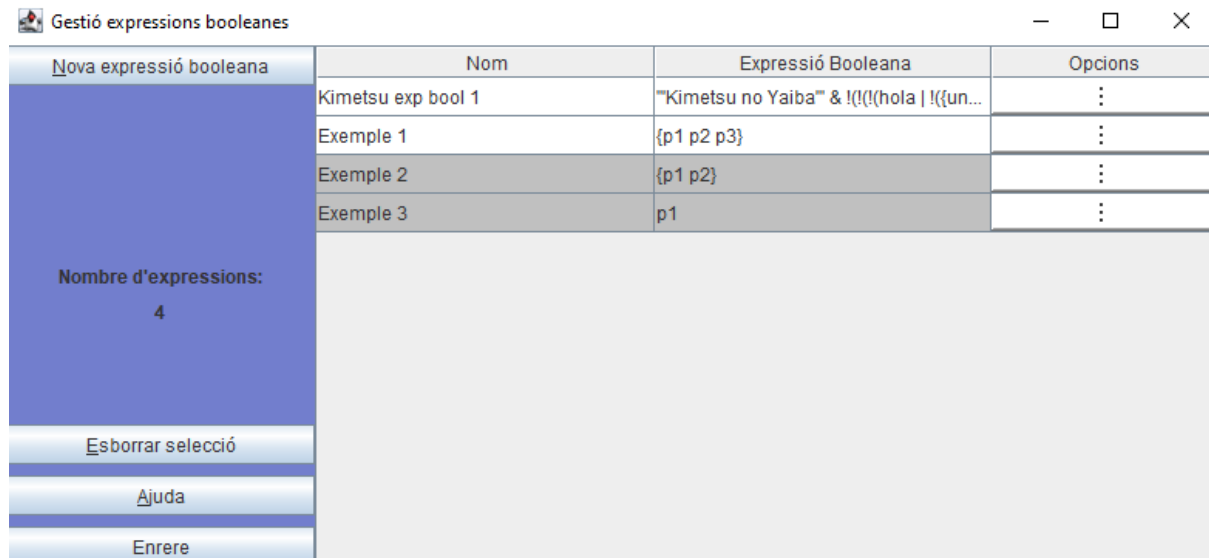 Gestió expressions booleanes
Nova expressió booleana
Nom Expressió Booleana Opcions
Kimetsu exp bool 1 "'Kimetsu no Yaiba'" & !(!(!(hola | !({un...
Exemple 1 {p1 p2 p3}
Exemple 2 {p1 p2}
Exemple 3 p1
Nombre d'expressions:
4
Esborrar selecció
Ajuda
Enrere